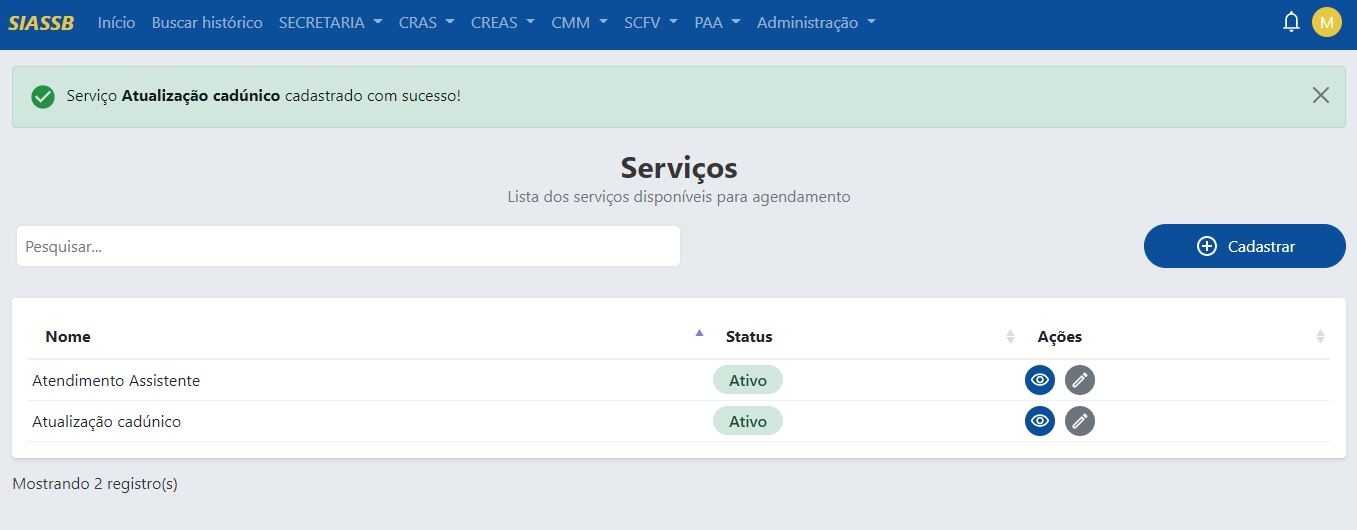 SIASSB Início Buscar histórico SECRETARIA CRAS CREAS CMM SCFV PAA Administração M
Serviço Atualização cadúnico cadastrado com sucesso!
Serviços
Lista dos serviços disponíveis para agendamento
Pesquisar... Cadastrar
Nome Status Ações
Atendimento Assistente Ativo
Atualização cadúnico Ativo
Mostrando 2 registro(s)